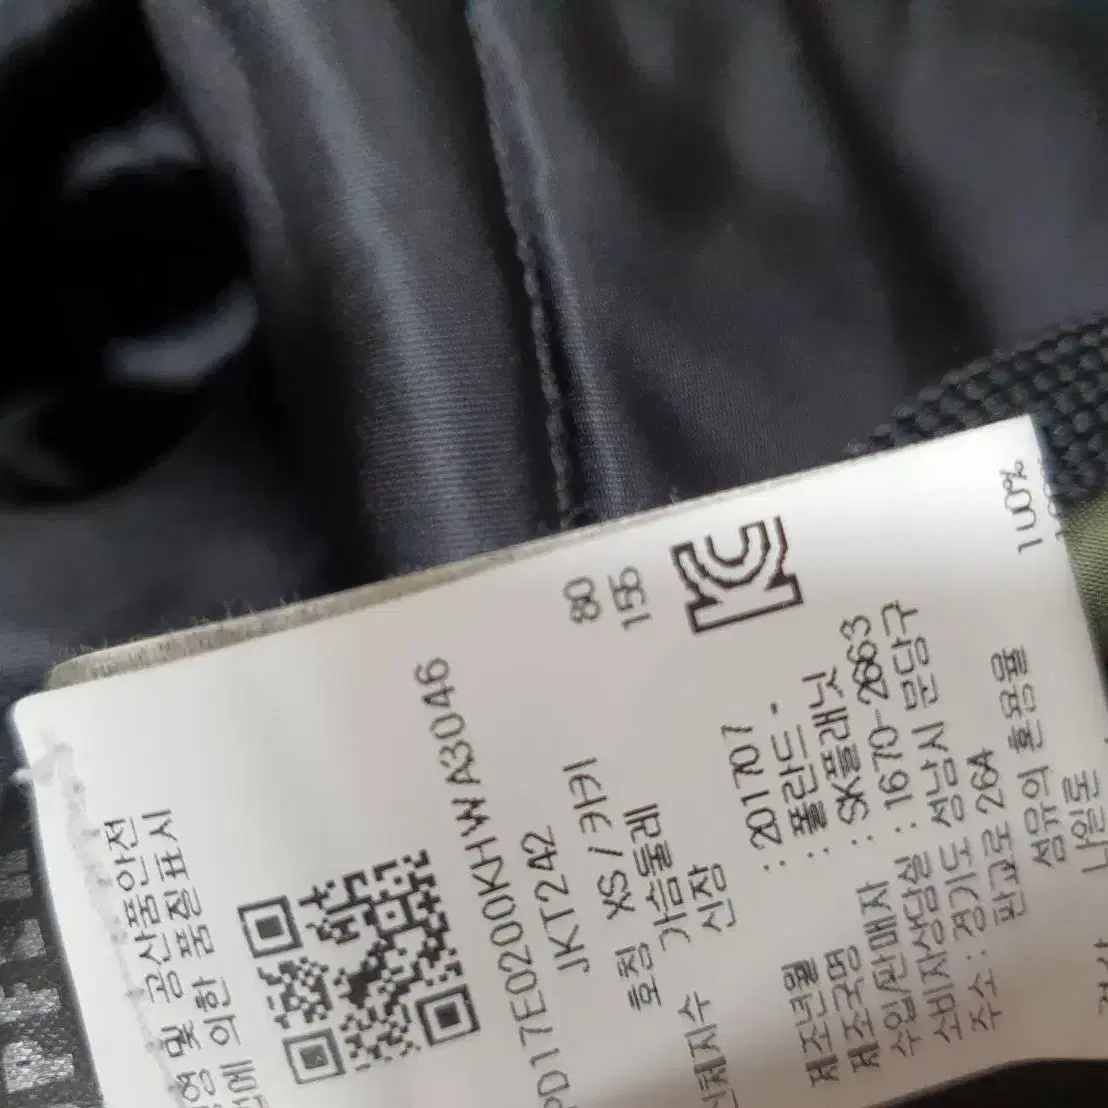 공산품안전
품질표시
의한
17E0200KHWA3046
JKT242
호칭 XS / 카키
가슴둘레 80
신장 155
KC
제조년월 : 201707
제조국명 : 폴란드
수입/판매자 : SK플래닛
소비자상담실 : 1670-2663
주소 : 경기도 성남시 분당구
판교로 264
섬유의 혼용율
나일론 100%